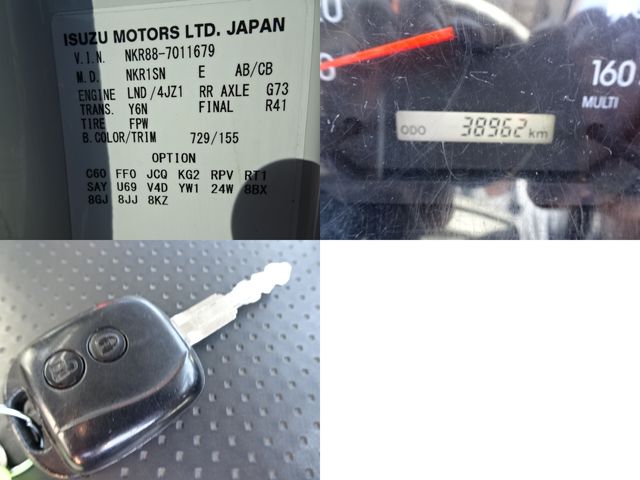 ISUZU MOTORS LTD. JAPAN
V.I.N. NKR88-7011679
M.D. NKR1SN E AB/CB
ENGINE LND/4JZ1 RR AXLE G73
TRANS. Y6N FINAL R41
TIRE FPW
B.COLOR/TRIM 729/155
OPTION
C60 FF0 JCQ KG2 RPV RT1
SAY U69 V4D YW1 24W 8BX
8GJ 8JJ 8KZ
160
MULTI
ODO 38962 km